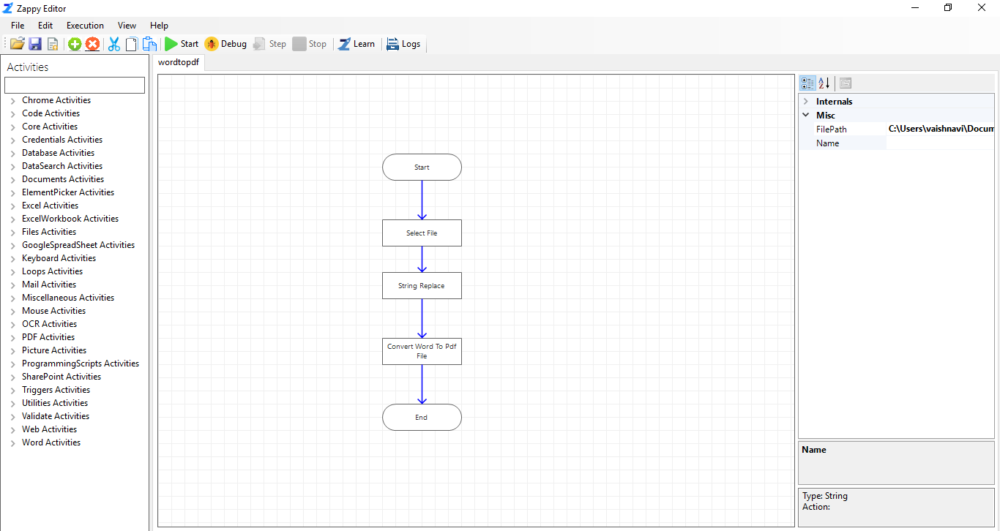 Zappy Editor
File Edit Execution View Help
Start Debug Step Stop Learn Logs
Activities
wordtopdf
Chrome Activities
Code Activities
Core Activities
Credentials Activities
Database Activities
DataSearch Activities
Documents Activities
ElementPicker Activities
Excel Activities
ExcelWorkbook Activities
Files Activities
GoogleSpreadSheet Activities
Keyboard Activities
Loops Activities
Mail Activities
Miscellaneous Activities
Mouse Activities
OCR Activities
PDF Activities
Picture Activities
ProgrammingScripts Activities
SharePoint Activities
Triggers Activities
Utilities Activities
Validate Activities
Web Activities
Word Activities
Start
Select File
String Replace
Convert Word To Pdf
File
End
Internals
Misc
FilePath C:\Users\vaishnavi\Docum
Name
Name
Type: String
Action: